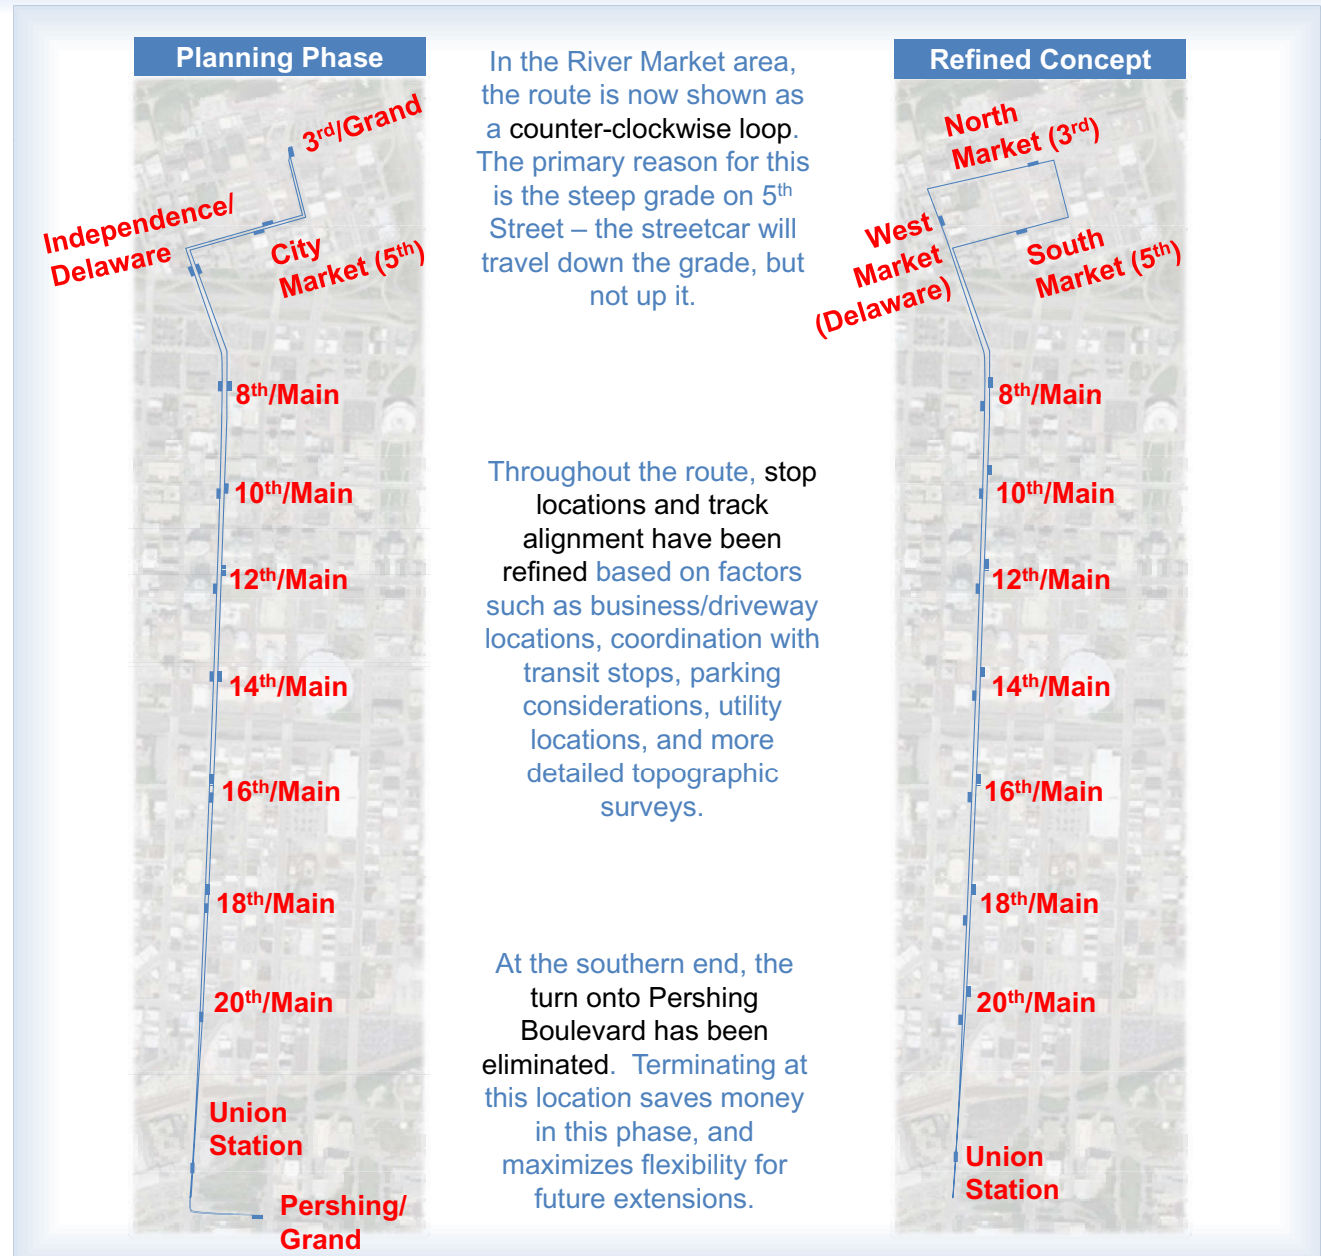 Planning Phase
3rd/Grand
Independence/
Delaware
City
Market (5th)
8th/Main
10th/Main
12th/Main
14th/Main
16th/Main
18th/Main
20th/Main
Union
Station
Pershing/
Grand
In the River Market area,
the route is now shown as
a counter-clockwise loop.
The primary reason for this
is the steep grade on 5th
Street – the streetcar will
travel down the grade, but
not up it.
Throughout the route, stop
locations and track
alignment have been
refined based on factors
such as business/driveway
locations, coordination with
transit stops, parking
considerations, utility
locations, and more
detailed topographic
surveys.
At the southern end, the
turn onto Pershing
Boulevard has been
eliminated.  Terminating at
this location saves money
in this phase, and
maximizes flexibility for
future extensions.
Refined Concept
North
Market (3rd)
West
Market
(Delaware)
South
Market (5th)
8th/Main
10th/Main
12th/Main
14th/Main
16th/Main
18th/Main
20th/Main
Union
Station